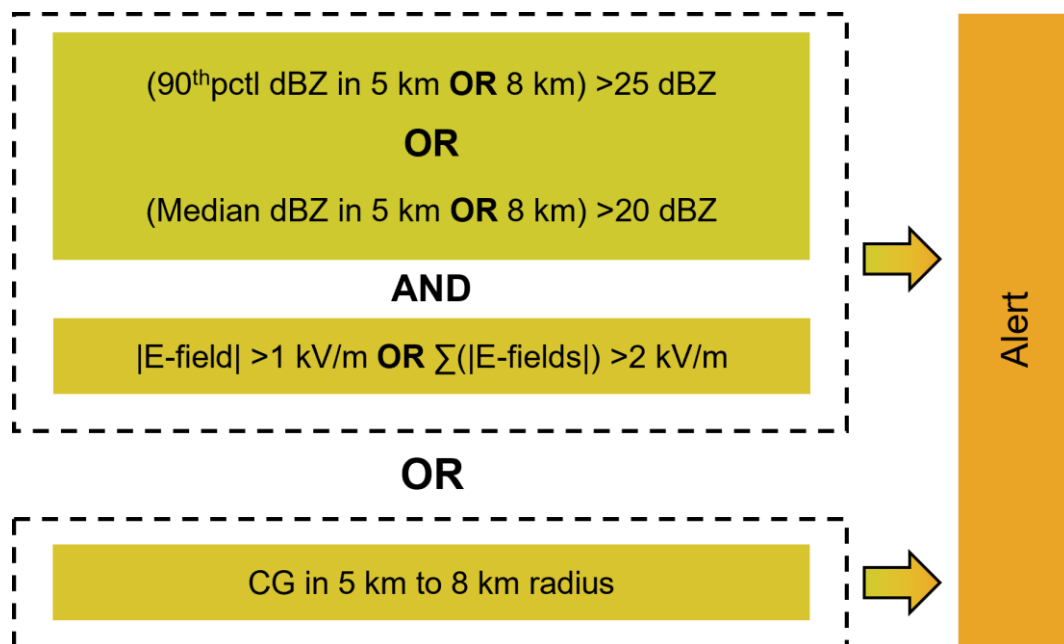 (90thpctl dBZ in 5 km OR 8 km) >25 dBZ
OR
(Median dBZ in 5 km OR 8 km) >20 dBZ
AND
|E-field| >1 kV/m OR ∑(|E-fields|) >2 kV/m
OR
CG in 5 km to 8 km radius
Alert